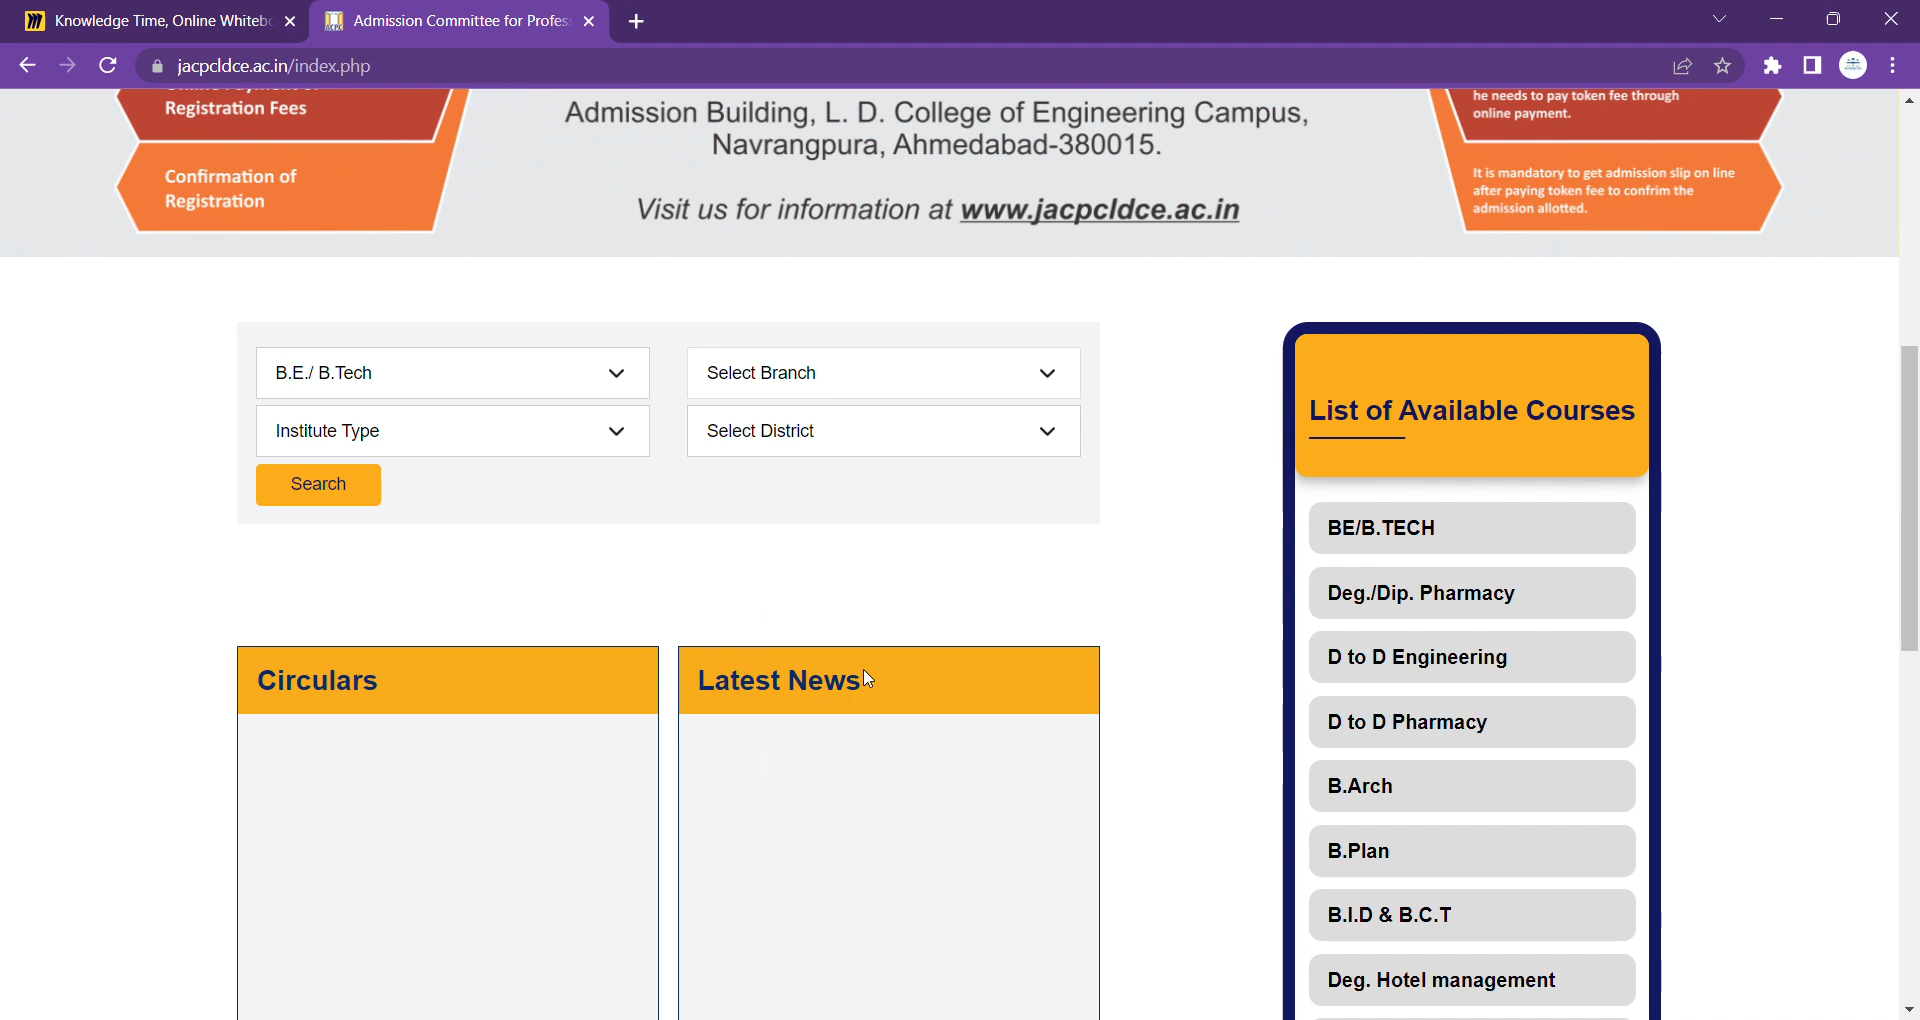 Knowledge Time, Online Whitebo
Admission Committee for Profes
jacpcldce.ac.in/index.php
Registration Fees
Confirmation of
Registration
Admission Building, L. D. College of Engineering Campus,
Navrangpura, Ahmedabad-380015.
Visit us for information at www.jacpcldce.ac.in
he needs to pay token fee through
online payment.
It is mandatory to get admission slip on line
after paying token fee to confrim the
admission allotted.
B.E./ B.Tech
Select Branch
Institute Type
Select District
Search
Circulars
Latest News
List of Available Courses
BE/B.TECH
Deg./Dip. Pharmacy
D to D Engineering
D to D Pharmacy
B.Arch
B.Plan
B.I.D & B.C.T
Deg. Hotel management